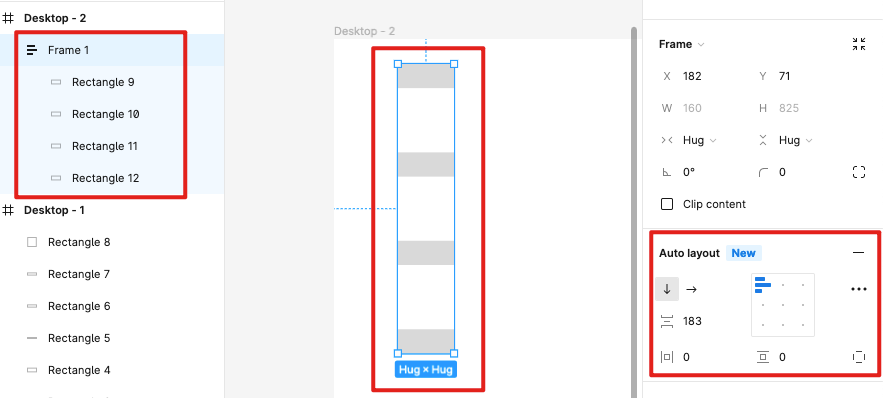 Desktop - 2
Frame 1
Rectangle 9
Rectangle 10
Rectangle 11
Rectangle 12
Desktop - 1
Rectangle 8
Rectangle 7
Rectangle 6
Rectangle 5
Rectangle 4
Desktop - 2
Hug × Hug
Frame
X 182 Y 71
W 160 H 825
Hug Hug
0° 0
Clip content
Auto layout New
183
0 0